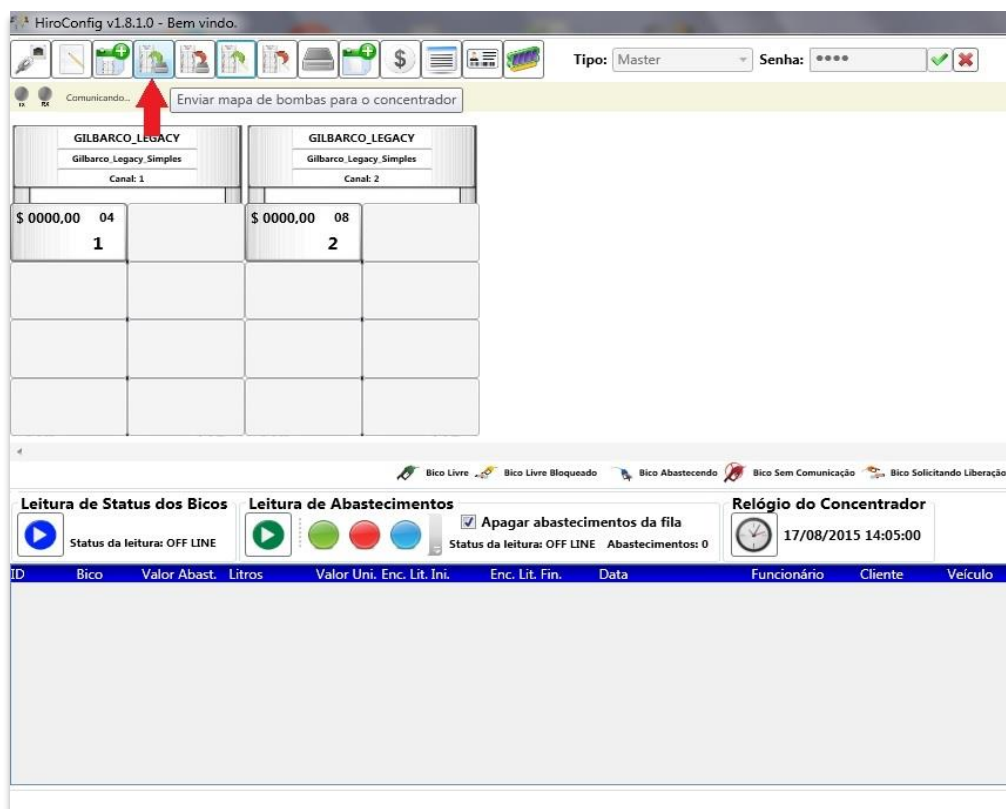 HiroConfig v1.8.1.0 - Bem vindo.
$ Tipo: Master Senha: ••••
TX RX Comunicando... Enviar mapa de bombas para o concentrador
GILBARCO_LEGACY GILBARCO_LEGACY
Gilbarco_Legacy_Simples Gilbarco_Legacy_Simples
Canal: 1 Canal: 2
$ 0000,00 04 $ 0000,00 08
1 2
Bico Livre Bico Livre Bloqueado Bico Abastecendo Bico Sem Comunicação Bico Solicitando Liberação
Leitura de Status dos Bicos Leitura de Abastecimentos Relógio do Concentrador
Apagar abastecimentos da fila
Status da leitura: OFF LINE Status da leitura: OFF LINE Abastecimentos: 0 17/08/2015 14:05:00
ID Bico Valor Abast. Litros Valor Uni. Enc. Lit. Ini. Enc. Lit. Fin. Data Funcionário Cliente Veículo